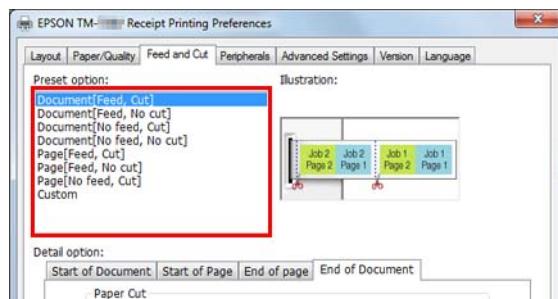 EPSON TM- Receipt Printing Preferences
Layout Paper/Quality Feed and Cut Peripherals Advanced Settings Version Language
Preset option:
Illustration:
Document[Feed, Cut]
Document[Feed, No cut]
Document[No feed, Cut]
Document[No feed, No cut]
Page[Feed, Cut]
Page[Feed, No cut]
Page[No feed, Cut]
Custom
Job 2 Job 2 Job 1 Job 1
Page 2 Page 1 Page 2 Page 1
Detail option:
Start of Document Start of Page End of page End of Document
Paper Cut